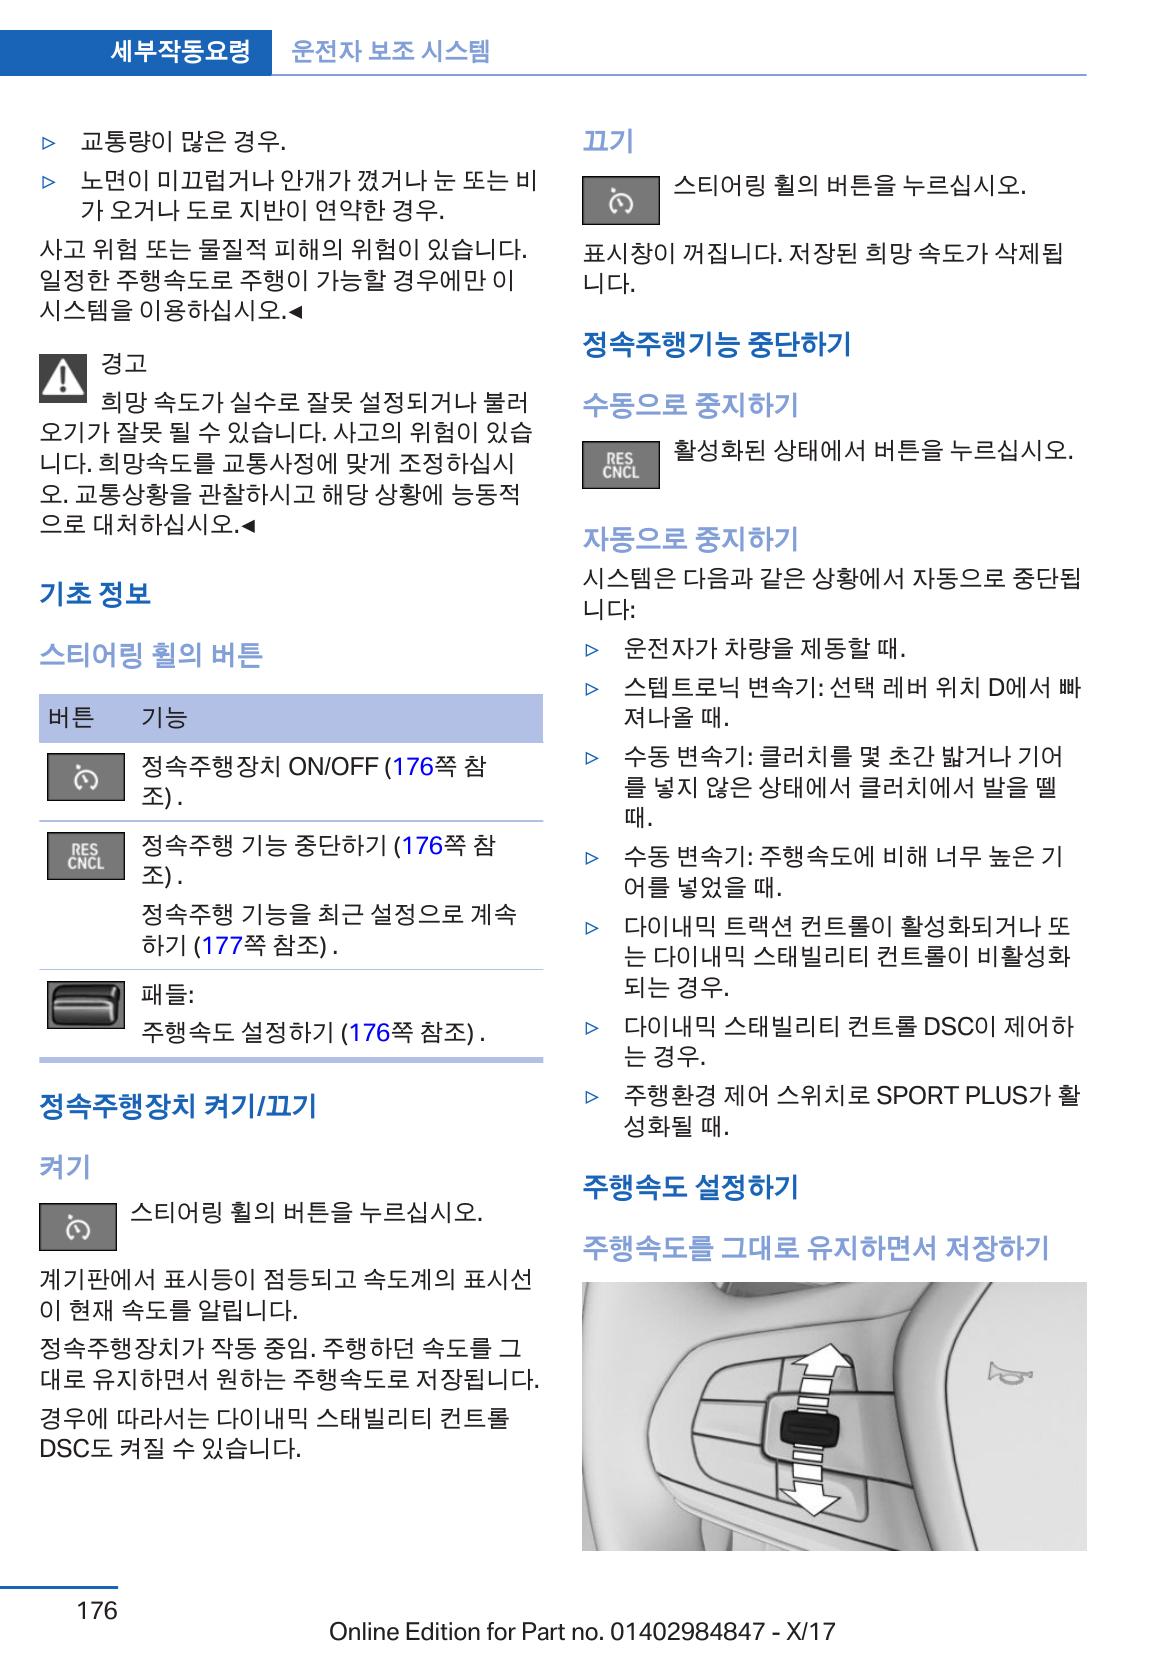 세부작동요령 운전자 보조 시스템
▷ 교통량이 많은 경우.
▷ 노면이 미끄럽거나 안개가 꼈거나 눈 또는 비
가 오거나 도로 지반이 연약한 경우.
사고 위험 또는 물질적 피해의 위험이 있습니다.
일정한 주행속도로 주행이 가능할 경우에만 이
시스템을 이용하십시오.◄
경고
희망 속도가 실수로 잘못 설정되거나 불러
오기가 잘못 될 수 있습니다. 사고의 위험이 있습
니다. 희망속도를 교통사정에 맞게 조정하십시
오. 교통상황을 관찰하시고 해당 상황에 능동적
으로 대처하십시오.◄
기초 정보
스티어링 휠의 버튼
버튼 기능
정속주행장치 ON/OFF (176쪽 참
조) .
RES
CNCL
정속주행 기능 중단하기 (176쪽 참
조) .
정속주행 기능을 최근 설정으로 계속
하기 (177쪽 참조) .
패들:
주행속도 설정하기 (176쪽 참조) .
정속주행장치 켜기/끄기
켜기
스티어링 휠의 버튼을 누르십시오.
계기판에서 표시등이 점등되고 속도계의 표시선
이 현재 속도를 알립니다.
정속주행장치가 작동 중임. 주행하던 속도를 그
대로 유지하면서 원하는 주행속도로 저장됩니다.
경우에 따라서는 다이내믹 스태빌리티 컨트롤
DSC도 켜질 수 있습니다.
끄기
스티어링 휠의 버튼을 누르십시오.
표시창이 꺼집니다. 저장된 희망 속도가 삭제됩
니다.
정속주행기능 중단하기
수동으로 중지하기
RES
CNCL
활성화된 상태에서 버튼을 누르십시오.
자동으로 중지하기
시스템은 다음과 같은 상황에서 자동으로 중단됩
니다:
▷ 운전자가 차량을 제동할 때.
▷ 스텝트로닉 변속기: 선택 레버 위치 D에서 빠
져나올 때.
▷ 수동 변속기: 클러치를 몇 초간 밟거나 기어
를 넣지 않은 상태에서 클러치에서 발을 뗄
때.
▷ 수동 변속기: 주행속도에 비해 너무 높은 기
어를 넣었을 때.
▷ 다이내믹 트랙션 컨트롤이 활성화되거나 또
는 다이내믹 스태빌리티 컨트롤이 비활성화
되는 경우.
▷ 다이내믹 스태빌리티 컨트롤 DSC이 제어하
는 경우.
▷ 주행환경 제어 스위치로 SPORT PLUS가 활
성화될 때.
주행속도 설정하기
주행속도를 그대로 유지하면서 저장하기
176
Online Edition for Part no. 01402984847 - X/17